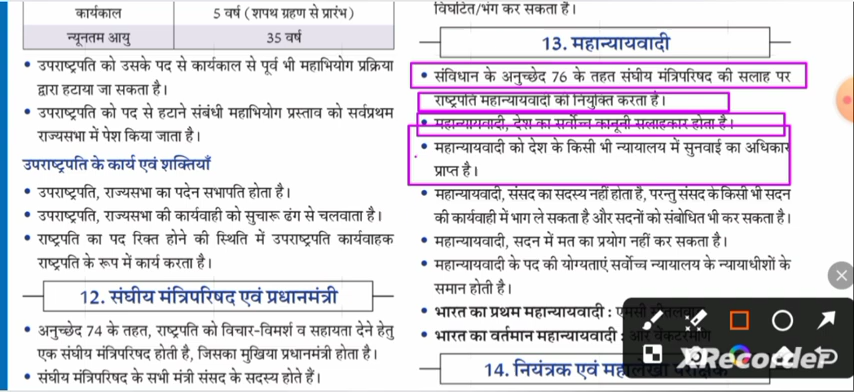 कार्यकाल 5 वर्ष (शपथ ग्रहण से प्रारंभ)
न्यूनतम आयु 35 वर्ष
उपराष्ट्रपति को उसके पद से कार्यकाल से पूर्व भी महाभियोग प्रक्रिया
द्वारा हटाया जा सकता है।
उपराष्ट्रपति को पद से हटाने संबंधी महाभियोग प्रस्ताव को सर्वप्रथम
राज्यसभा में पेश किया जाता है।
उपराष्ट्रपति के कार्य एवं शक्तियाँ
उपराष्ट्रपति, राज्यसभा का पदेन सभापति होता है।
उपराष्ट्रपति, राज्यसभा की कार्यवाही को सुचारू ढंग से चलवाता है।
राष्ट्रपति का पद रिक्त होने की स्थिति में उपराष्ट्रपति कार्यवाहक
राष्ट्रपति के रूप में कार्य करता है।
12. संघीय मंत्रिपरिषद एवं प्रधानमंत्री
अनुच्छेद 74 के तहत, राष्ट्रपति को विचार-विमर्श व सहायता देने हेतु
एक संघीय मंत्रिपरिषद होती है, जिसका मुखिया प्रधानमंत्री होता है।
संघीय मंत्रिपरिषद के सभी मंत्री संसद के सदस्य होते हैं।
विघटित/भंग कर सकता है।
13. महान्यायवादी
संविधान के अनुच्छेद 76 के तहत संघीय मंत्रिपरिषद की सलाह पर
राष्ट्रपति महान्यायवादी की नियुक्ति करता है।
महान्यायवादी, देश का सर्वोच्च कानूनी सलाहकार होता है।
महान्यायवादी को देश के किसी भी न्यायालय में सुनवाई का अधिकार
प्राप्त है।
महान्यायवादी, संसद का सदस्य नहीं होता है, परन्तु संसद के किसी भी सदन
की कार्यवाही में भाग ले सकता है और सदनों को संबोधित भी कर सकता है।
महान्यायवादी, सदन में मत का प्रयोग नहीं कर सकता है।
महान्यायवादी के पद की योग्यताएं सर्वोच्च न्यायालय के न्यायाधीशों के
समान होती है।
भारत का प्रथम महान्यायवादी :
भारत का वर्तमान महान्यायवादी :
14. नियंत्रक एवं
XRecorder